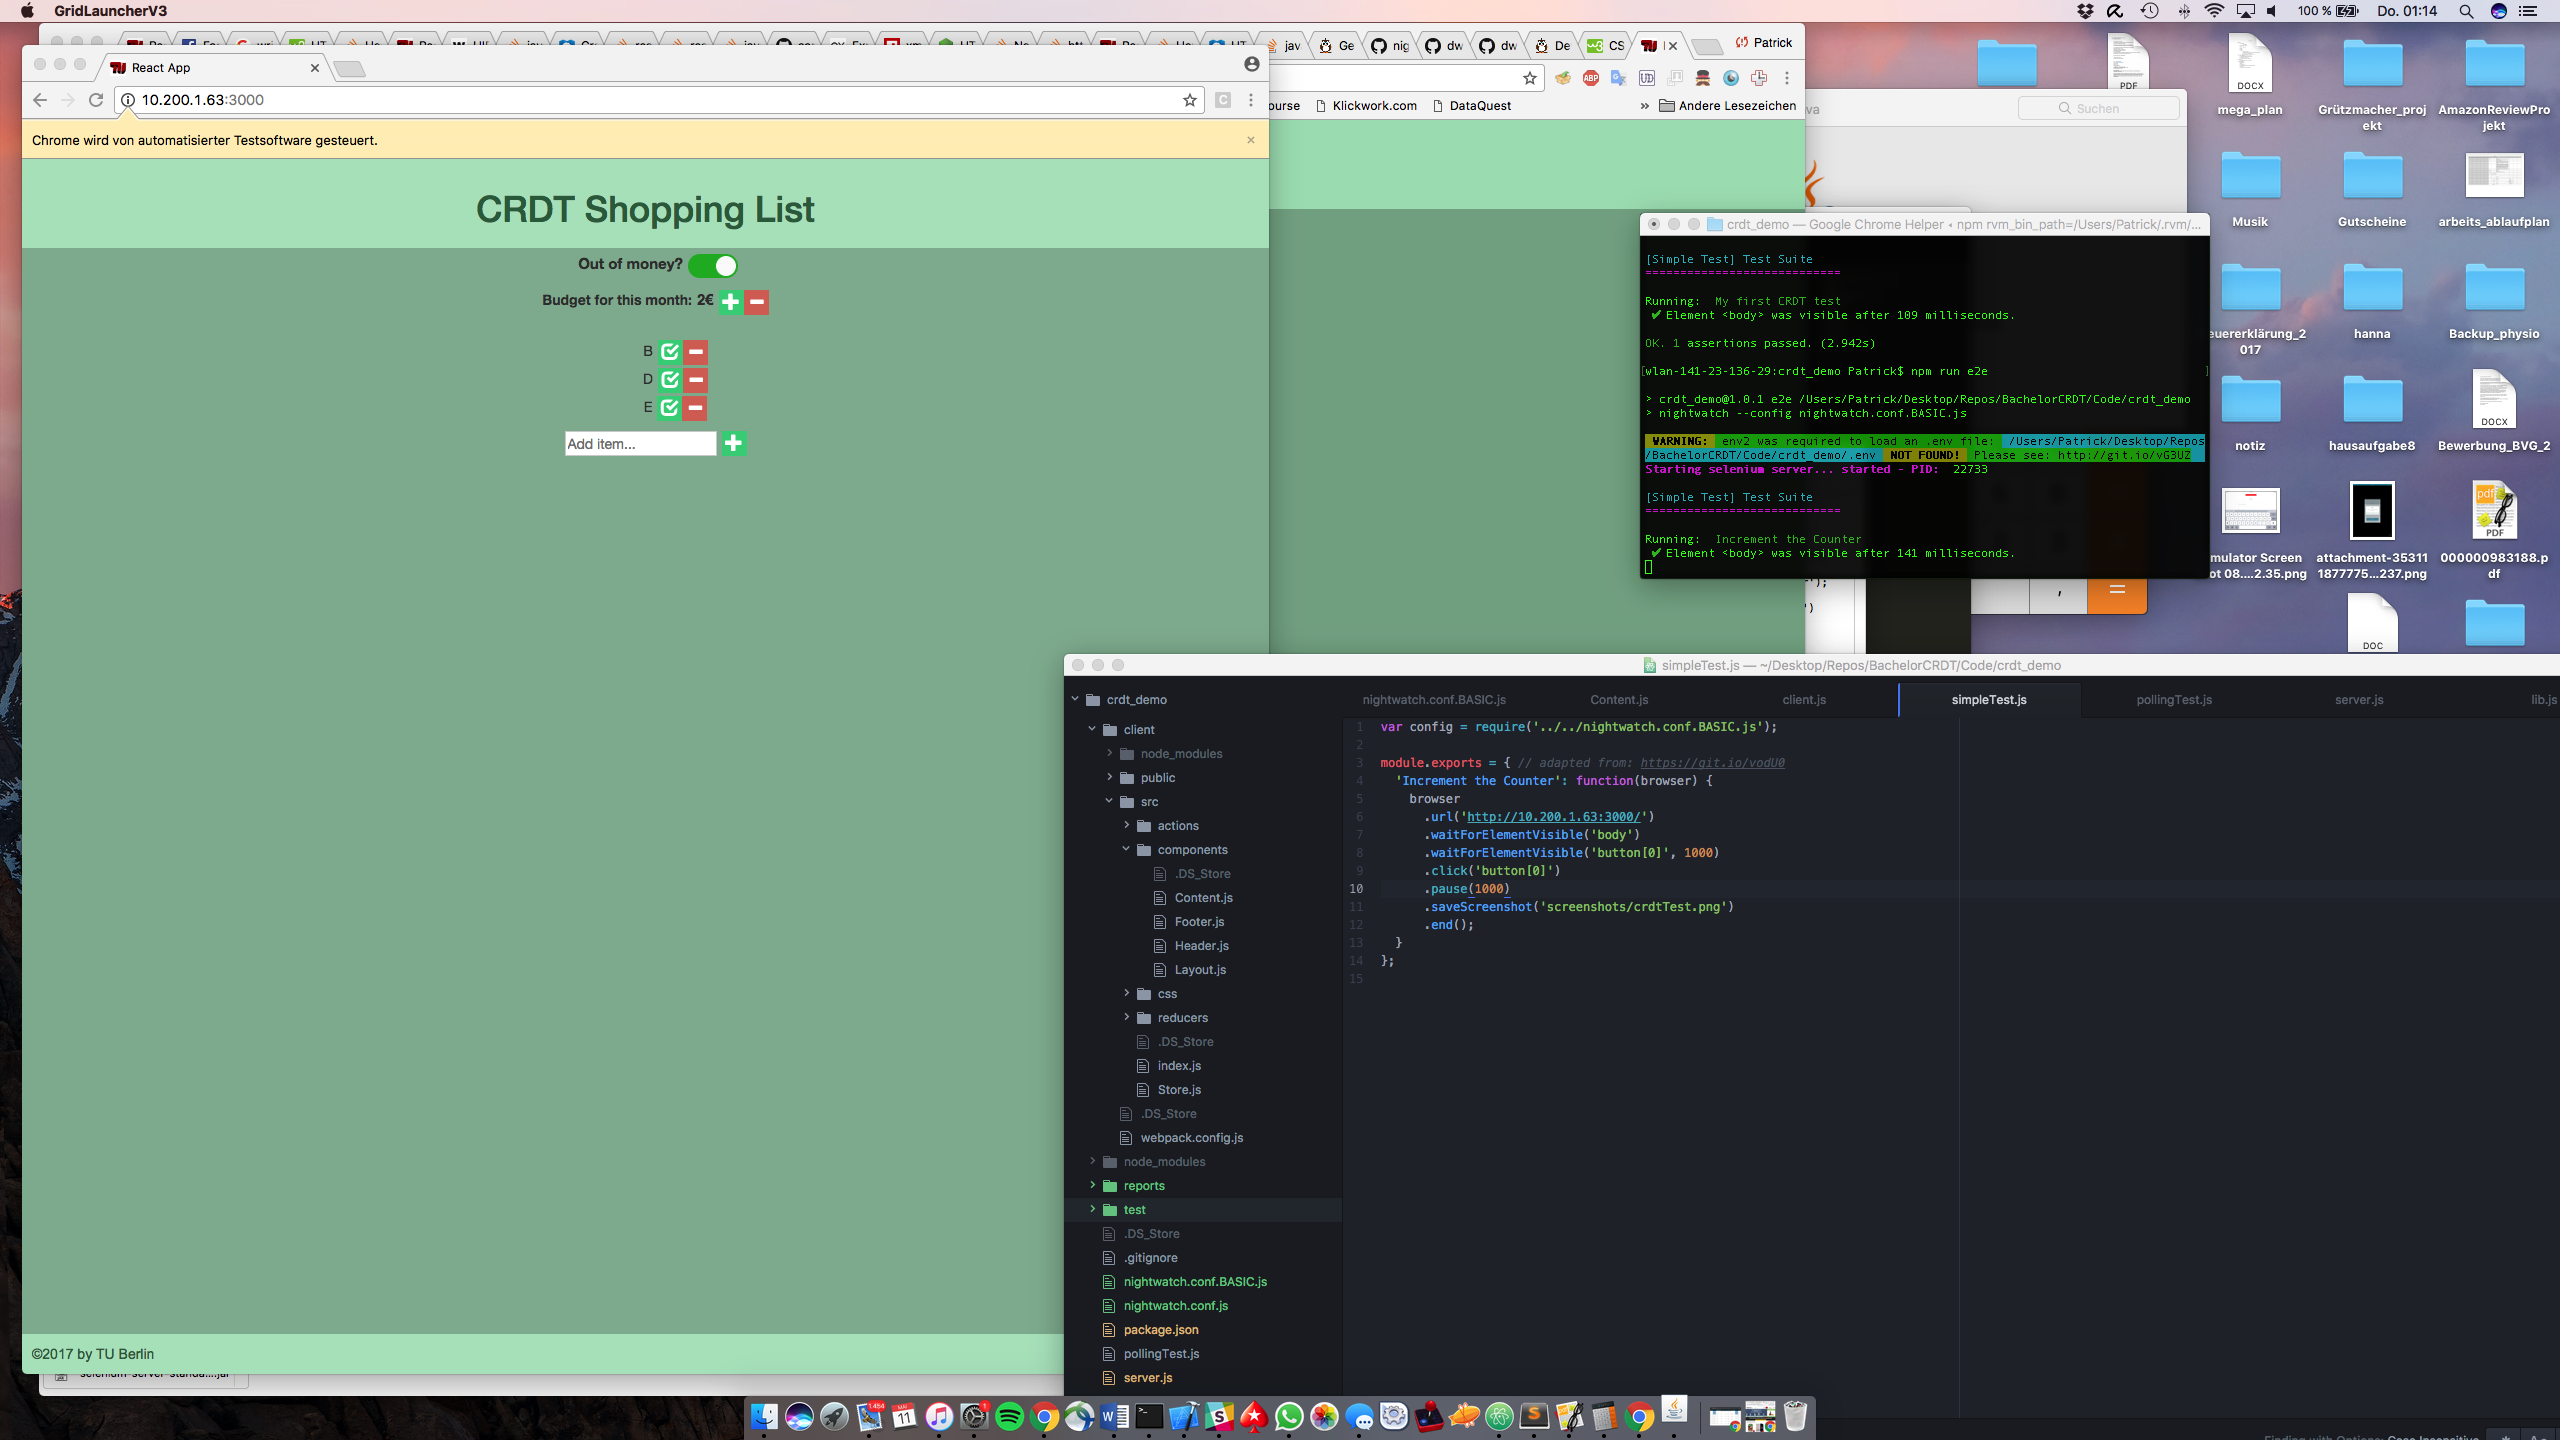 GridLauncherV3
100 %
Do. 01:14
React App
Patrick
10.200.1.63:3000
Klickwork.com
DataQuest
» Andere Lesezeichen
Chrome wird von automatisierter Testsoftware gesteuert.
CRDT Shopping List
Out of money?
Budget for this month: 2€
B
D
E
Add item...
©2017 by TU Berlin
Suchen
crdt_demo — Google Chrome Helper ◂ npm rvm_bin_path=/Users/Patrick/.rvm/...
[Simple Test] Test Suite
============================
Running:  My first CRDT test
✔ Element <body> was visible after 109 milliseconds.
OK. 1 assertions passed. (2.942s)
[wlan-141-23-136-29:crdt_demo Patrick$ npm run e2e ]
> crdt_demo@1.0.1 e2e /Users/Patrick/Desktop/Repos/BachelorCRDT/Code/crdt_demo
> nightwatch --config nightwatch.conf.BASIC.js
WARNING: env2 was required to load an .env file: /Users/Patrick/Desktop/Repos
/BachelorCRDT/Code/crdt_demo/.env NOT FOUND! Please see: http://git.io/vG3UZ
Starting selenium server... started - PID:  22733
[Simple Test] Test Suite
============================
Running:  Increment the Counter
✔ Element <body> was visible after 141 milliseconds.
PDF
DOCX
mega_plan
Grützmacher_projekt
AmazonReviewProjekt
Musik
Gutscheine
arbeits_ablaufplan
euererklärung_2017
hanna
Backup_physio
notiz
hausaufgabe8
DOCX
Bewerbung_BVG_2
mulator Screen
ot 08....2.35.png
attachment-35311
1877775...237.png
PDF
000000983188.pdf
DOC
simpleTest.js — ~/Desktop/Repos/BachelorCRDT/Code/crdt_demo
nightwatch.conf.BASIC.js
Content.js
client.js
simpleTest.js
pollingTest.js
server.js
lib.js
crdt_demo
client
node_modules
public
src
actions
components
.DS_Store
Content.js
Footer.js
Header.js
Layout.js
css
reducers
.DS_Store
index.js
Store.js
.DS_Store
webpack.config.js
node_modules
reports
test
.DS_Store
.gitignore
nightwatch.conf.BASIC.js
nightwatch.conf.js
package.json
pollingTest.js
server.js
1 var config = require('../../nightwatch.conf.BASIC.js');
2
3 module.exports = { // adapted from: https://git.io/vodU0
4 'Increment the Counter': function(browser) {
5 browser
6 .url('http://10.200.1.63:3000/')
7 .waitForElementVisible('body')
8 .waitForElementVisible('button[0]', 1000)
9 .click('button[0]')
10 .pause(1000)
11 .saveScreenshot('screenshots/crdtTest.png')
12 .end();
13 }
14 };
15